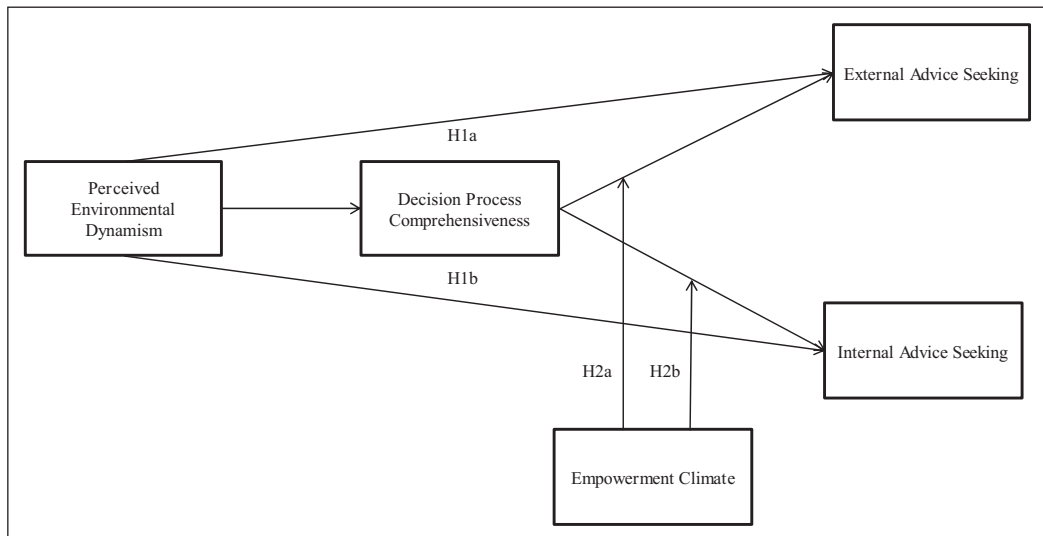 External Advice Seeking
H1a
Perceived
Environmental
Dynamism
Decision Process
Comprehensiveness
H1b
Internal Advice Seeking
H2a
H2b
Empowerment Climate